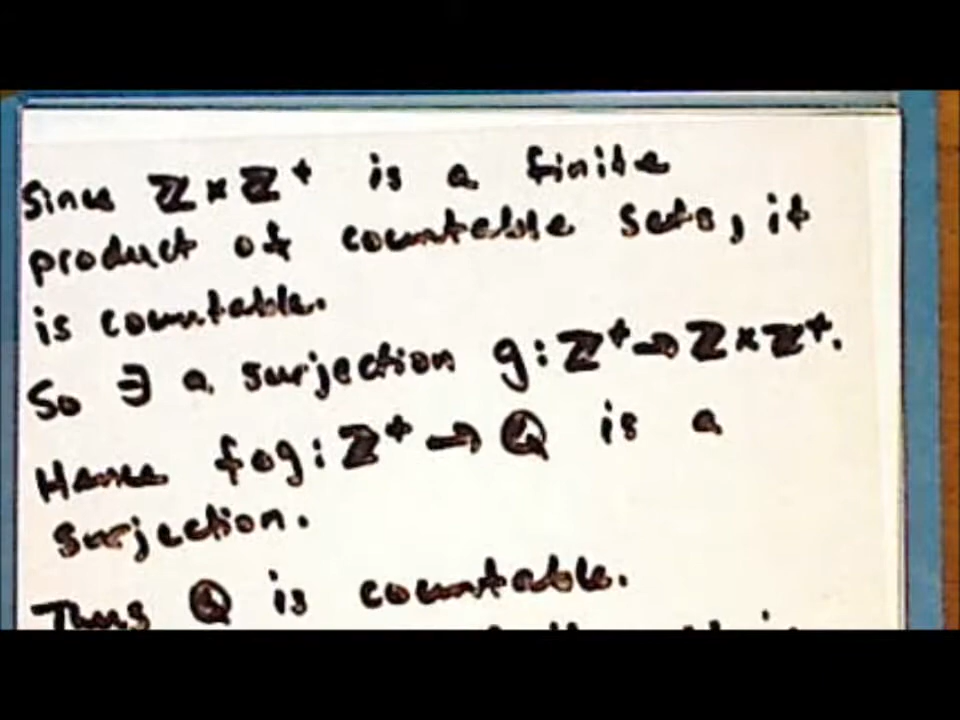 Since ℤ × ℤ⁺ is a finite
product of countable sets, it
is countable.
So ∃ a surjection g : ℤ⁺ → ℤ × ℤ⁺.
Hence f∘g : ℤ⁺ → ℚ is a
surjection.
Thus ℚ is countable.